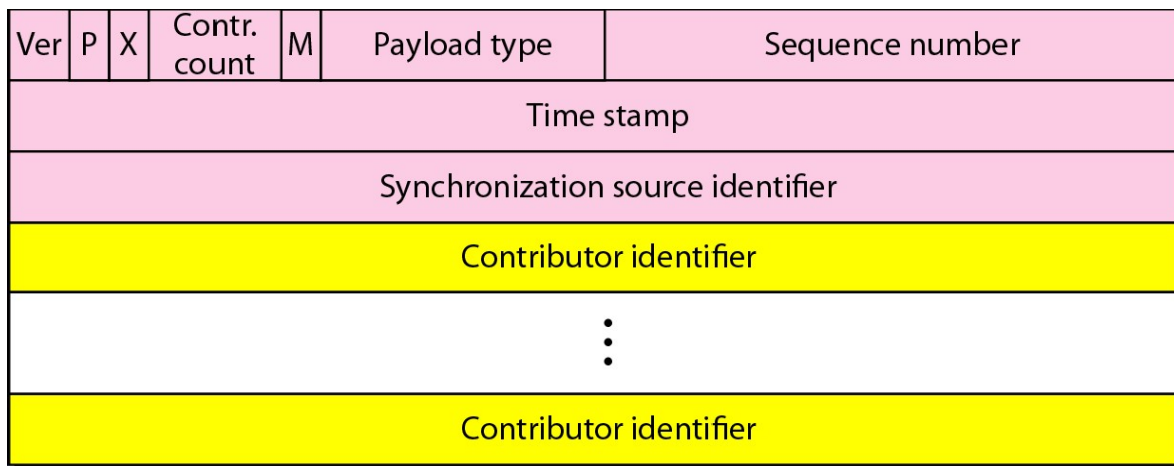 Ver P X Contr. count M Payload type Sequence number
Time stamp
Synchronization source identifier
Contributor identifier
Contributor identifier